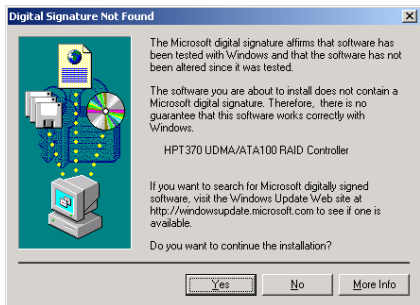 Digital Signature Not Found
The Microsoft digital signature affirms that software has
been tested with Windows and that the software has not
been altered since it was tested.
The software you are about to install does not contain a
Microsoft digital signature. Therefore, there is no
guarantee that this software works correctly with
Windows.
HPT370 UDMA/ATA100 RAID Controller
If you want to search for Microsoft digitally signed
software, visit the Windows Update Web site at
http://windowsupdate.microsoft.com to see if one is
available.
Do you want to continue the installation?
Yes No More Info